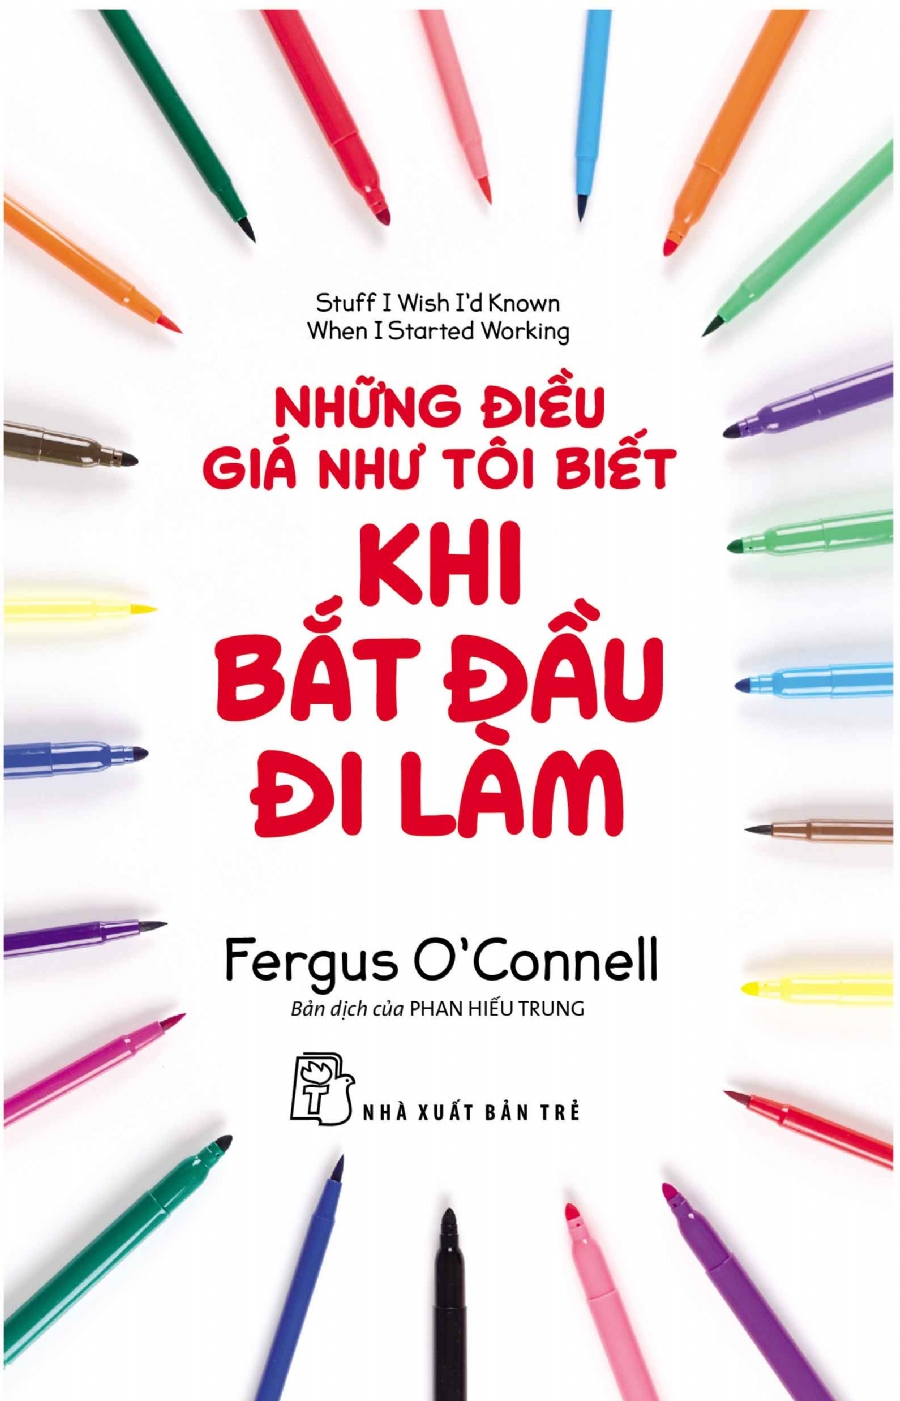 Stuff I Wish I'd Known
When I Started Working
NHỮNG ĐIỀU
GIÁ NHƯ TÔI BIẾT
KHI
BẮT ĐẦU
ĐI LÀM
Fergus O'Connell
Bản dịch của PHAN HIẾU TRUNG
T
NHÀ XUẤT BẢN TRẺ